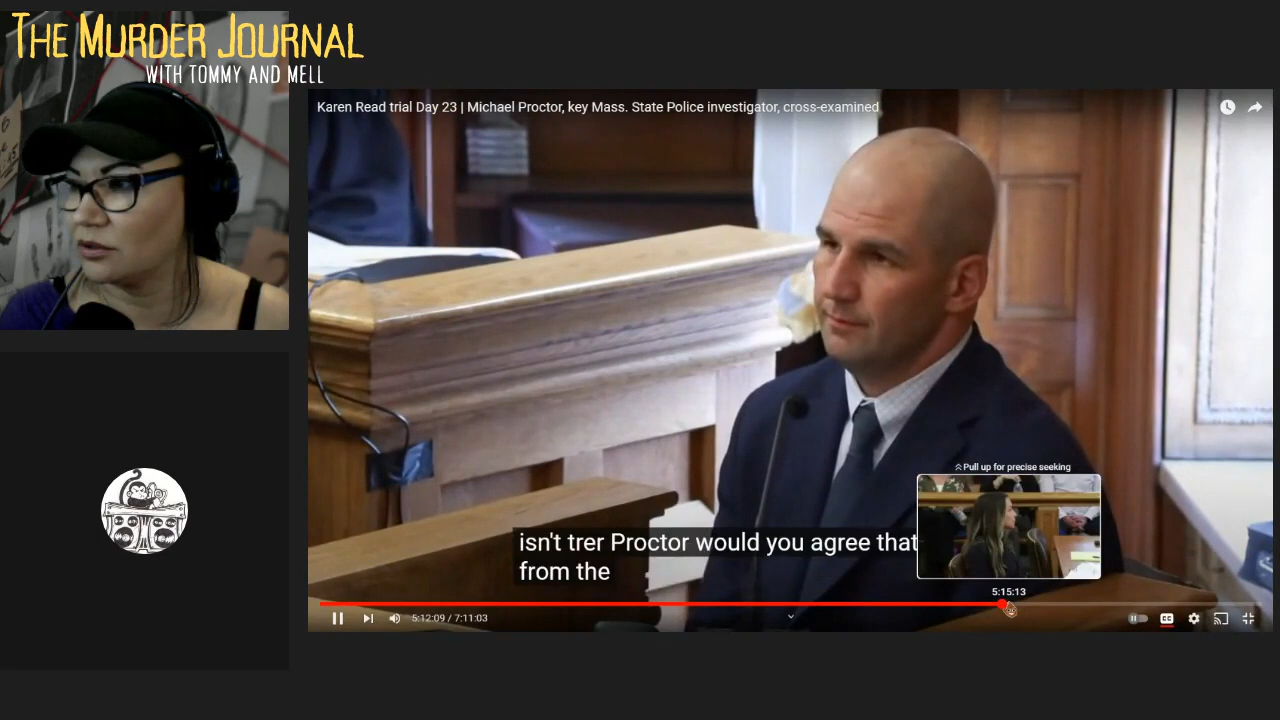 THE MURDER JOURNAL
WITH TOMMY AND MELL
Karen Read trial Day 23 | Michael Proctor, key Mass. State Police investigator, cross-examined
Pull up for precise seeking
isn't trer Proctor would you agree that
from the
5:15:13
5:12:09 / 7:11:03
CC